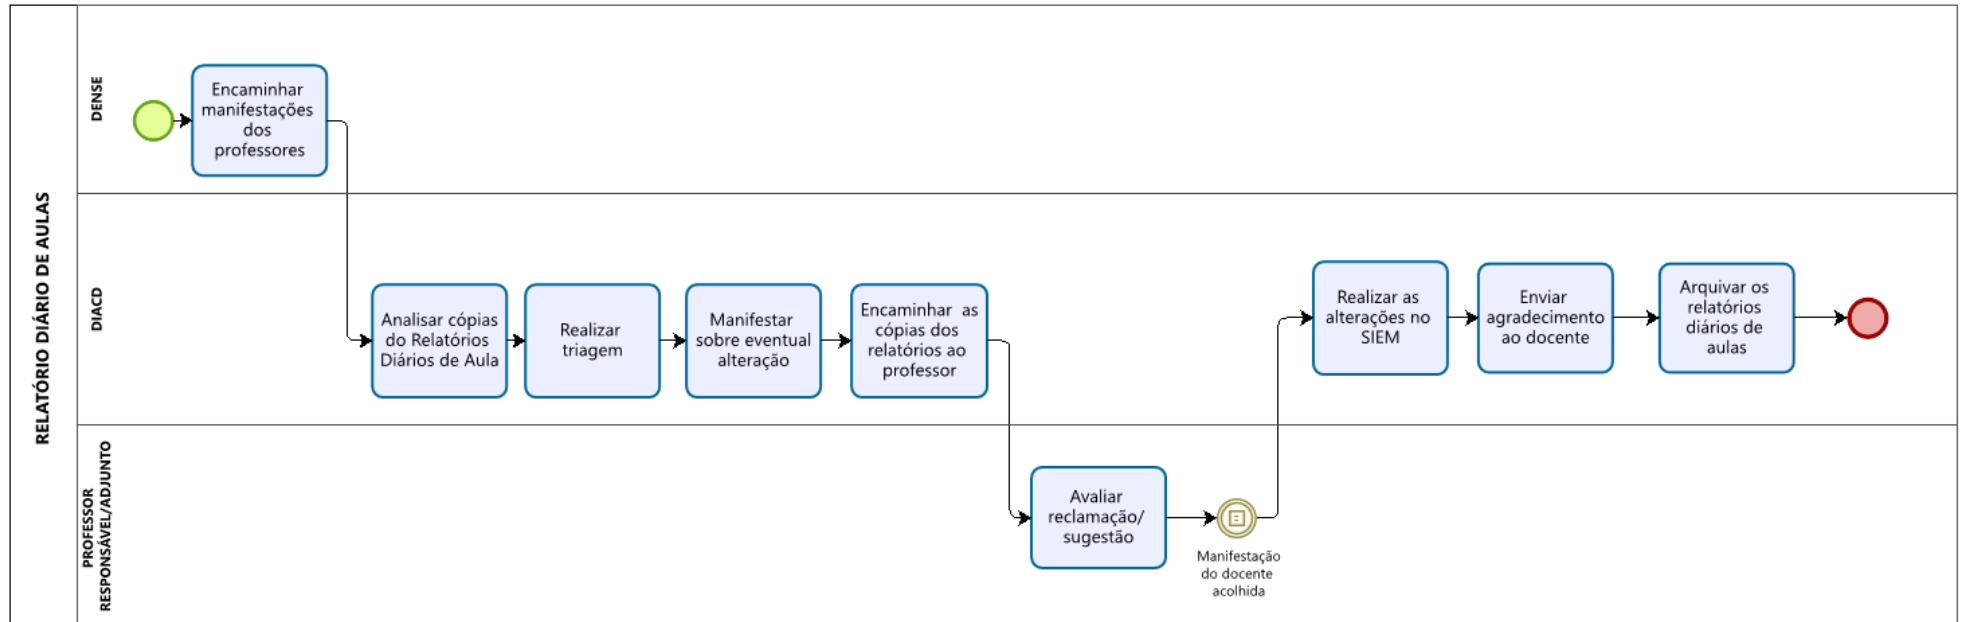 RELATÓRIO DIÁRIO DE AULAS
DENSE
Encaminhar
manifestações
dos
professores
DIACD
Analisar cópias
do Relatórios
Diários de Aula
Realizar
triagem
Manifestar
sobre eventual
alteração
Encaminhar as
cópias dos
relatórios ao
professor
Realizar as
alterações no
SIEM
Enviar
agradecimento
ao docente
Arquivar os
relatórios
diários de
aulas
PROFESSOR
RESPONSÁVEL/ADJUNTO
Avaliar
reclamação/
sugestão
Manifestação
do docente
acolhida